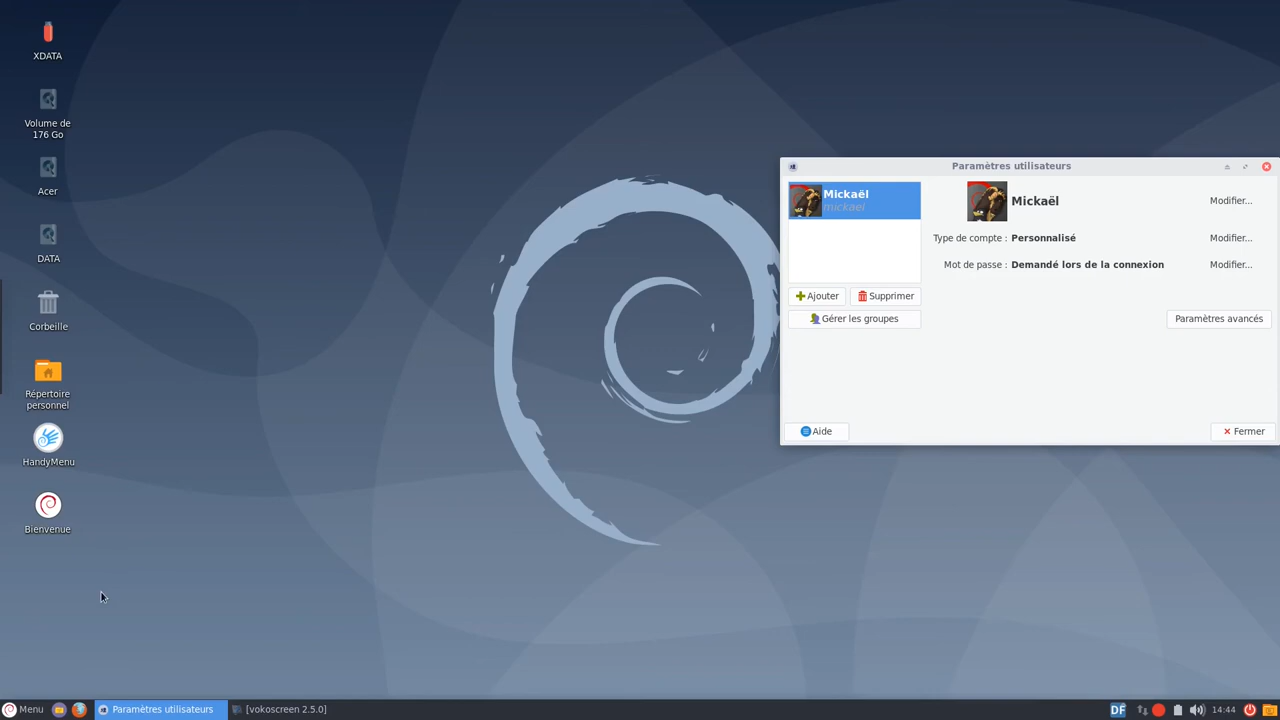 XDATA
Volume de
176 Go
Acer
DATA
Corbeille
Répertoire
personnel
HandyMenu
Bienvenue
Paramètres utilisateurs
Mickaël
mickael
Mickaël
Modifier...
Type de compte : Personnalisé
Modifier...
Mot de passe : Demandé lors de la connexion
Modifier...
Ajouter
Supprimer
Gérer les groupes
Paramètres avancés
Aide
Fermer
Menu
Paramètres utilisateurs
[vokoscreen 2.5.0]
DF
14:44